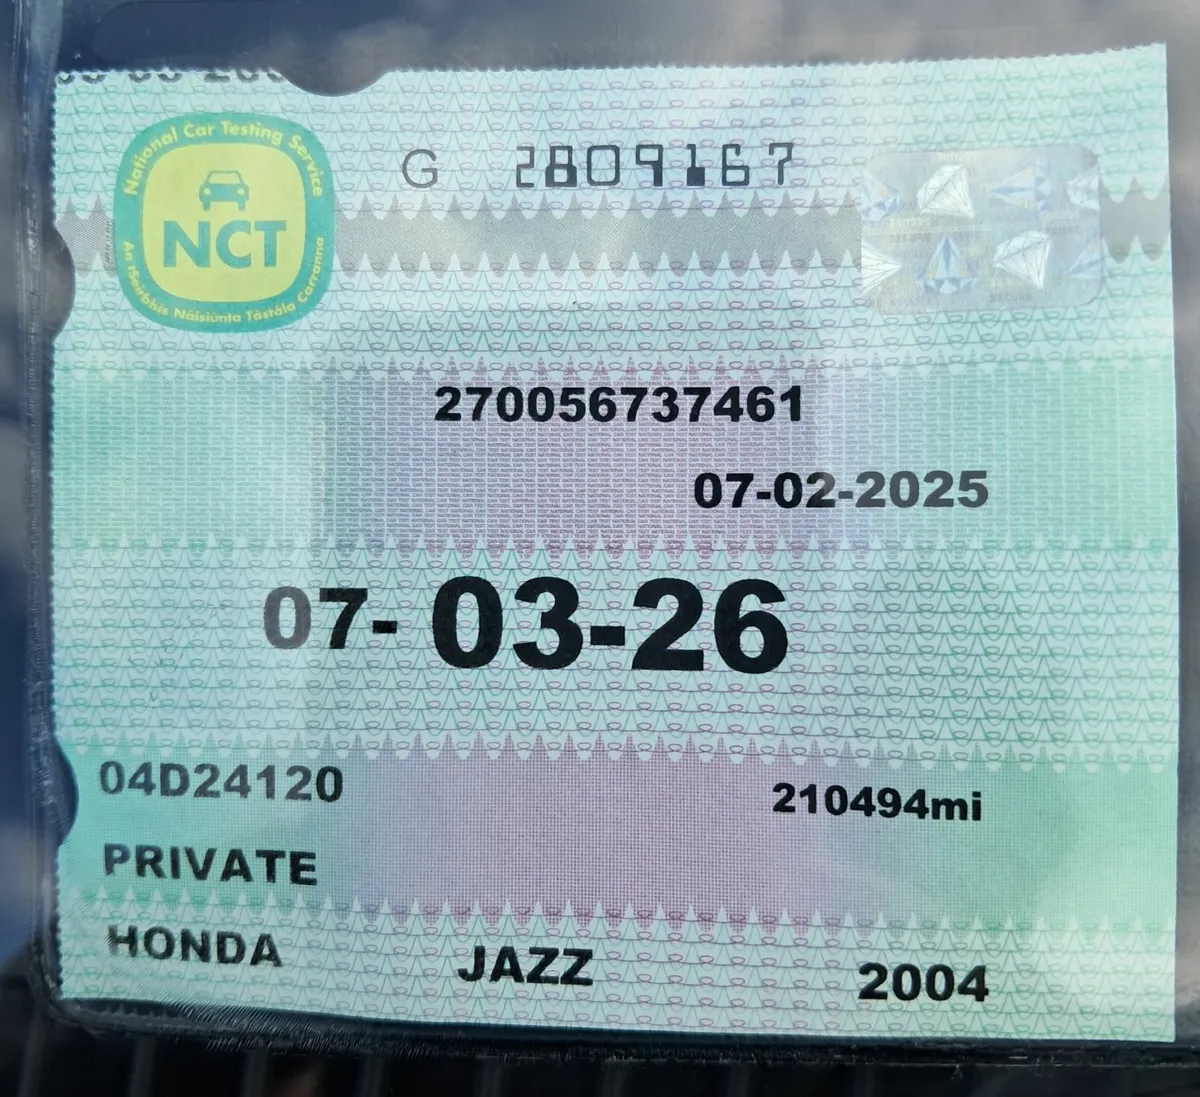 National Car Testing Service
NCT
An tSeirbhís Náisiúnta Tástála Carranna
G 2809167
270056737461
07-02-2025
07-03-26
04D24120
210494mi
PRIVATE
HONDA JAZZ 2004